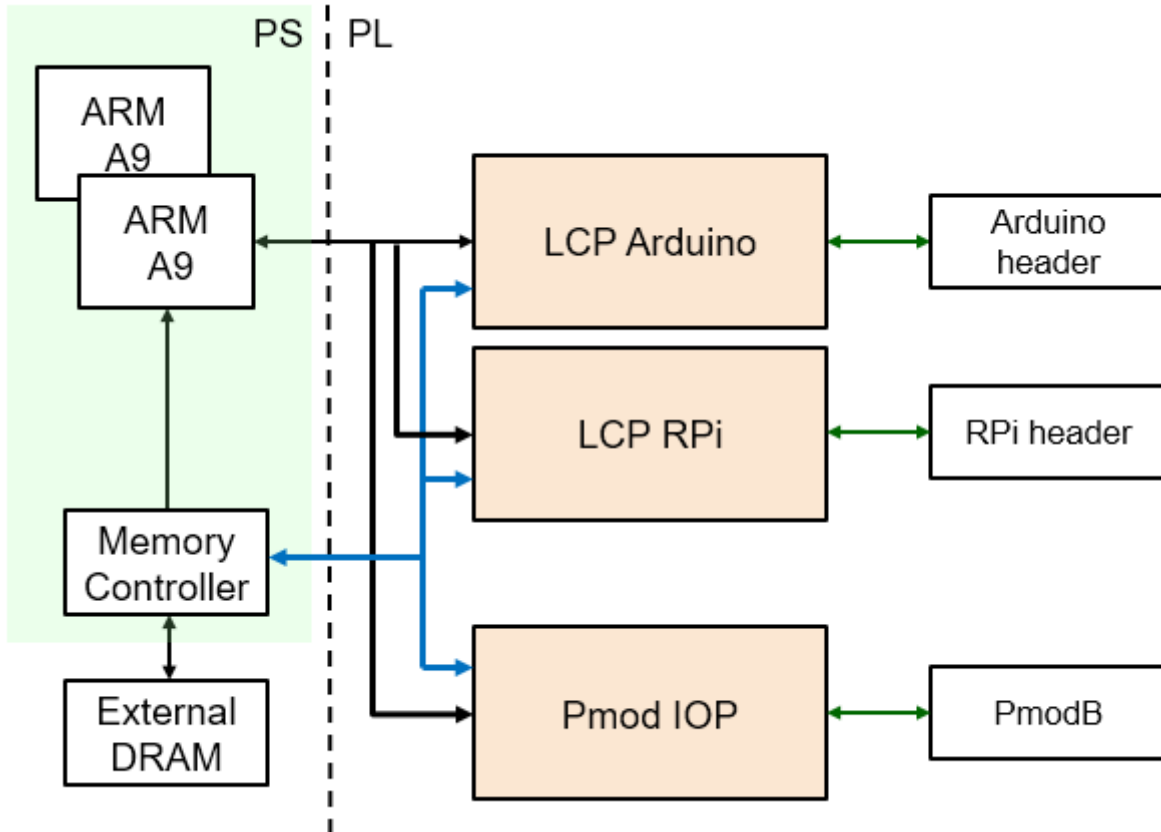 PS
PL
ARM
A9
ARM
A9
LCP Arduino
Arduino
header
LCP RPi
RPi header
Memory
Controller
External
DRAM
Pmod IOP
PmodB